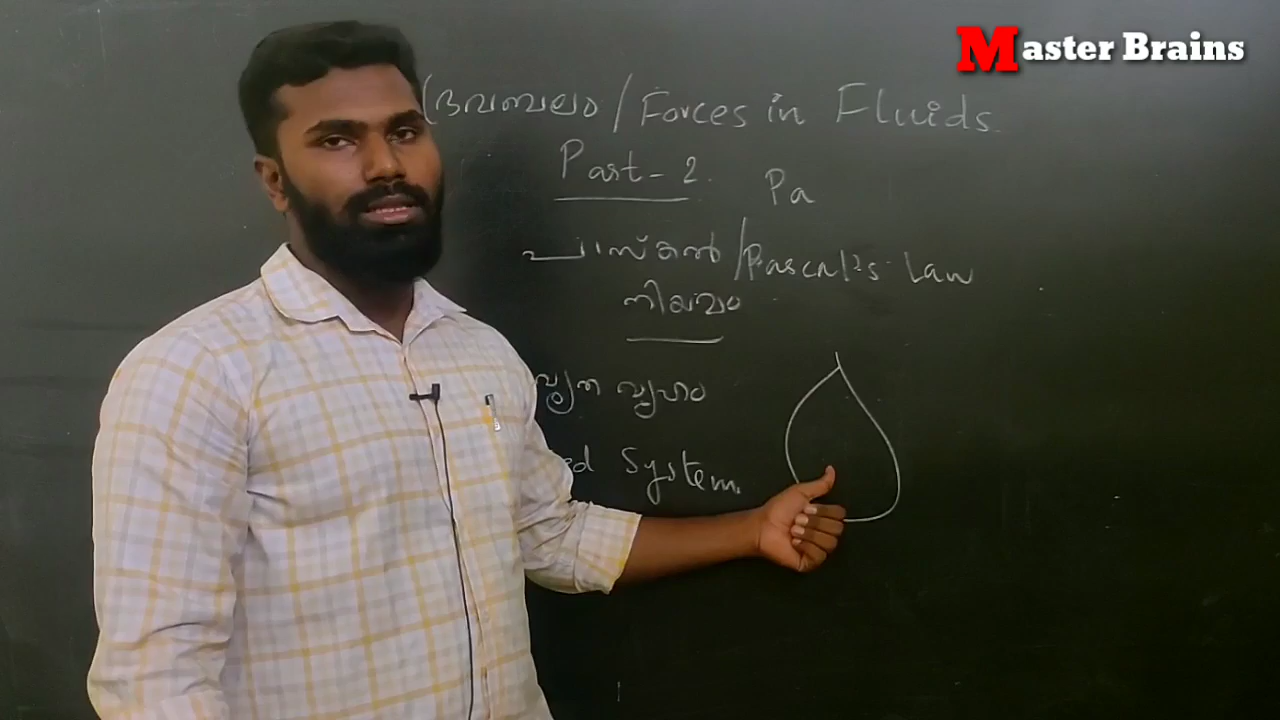 Master Brains
ദ്രവബലം / Forces in Fluids.
Part - 2.
Pa
പാസ്കൽ / Pascal's Law
നിയമം
വ്യൂഹം
System.